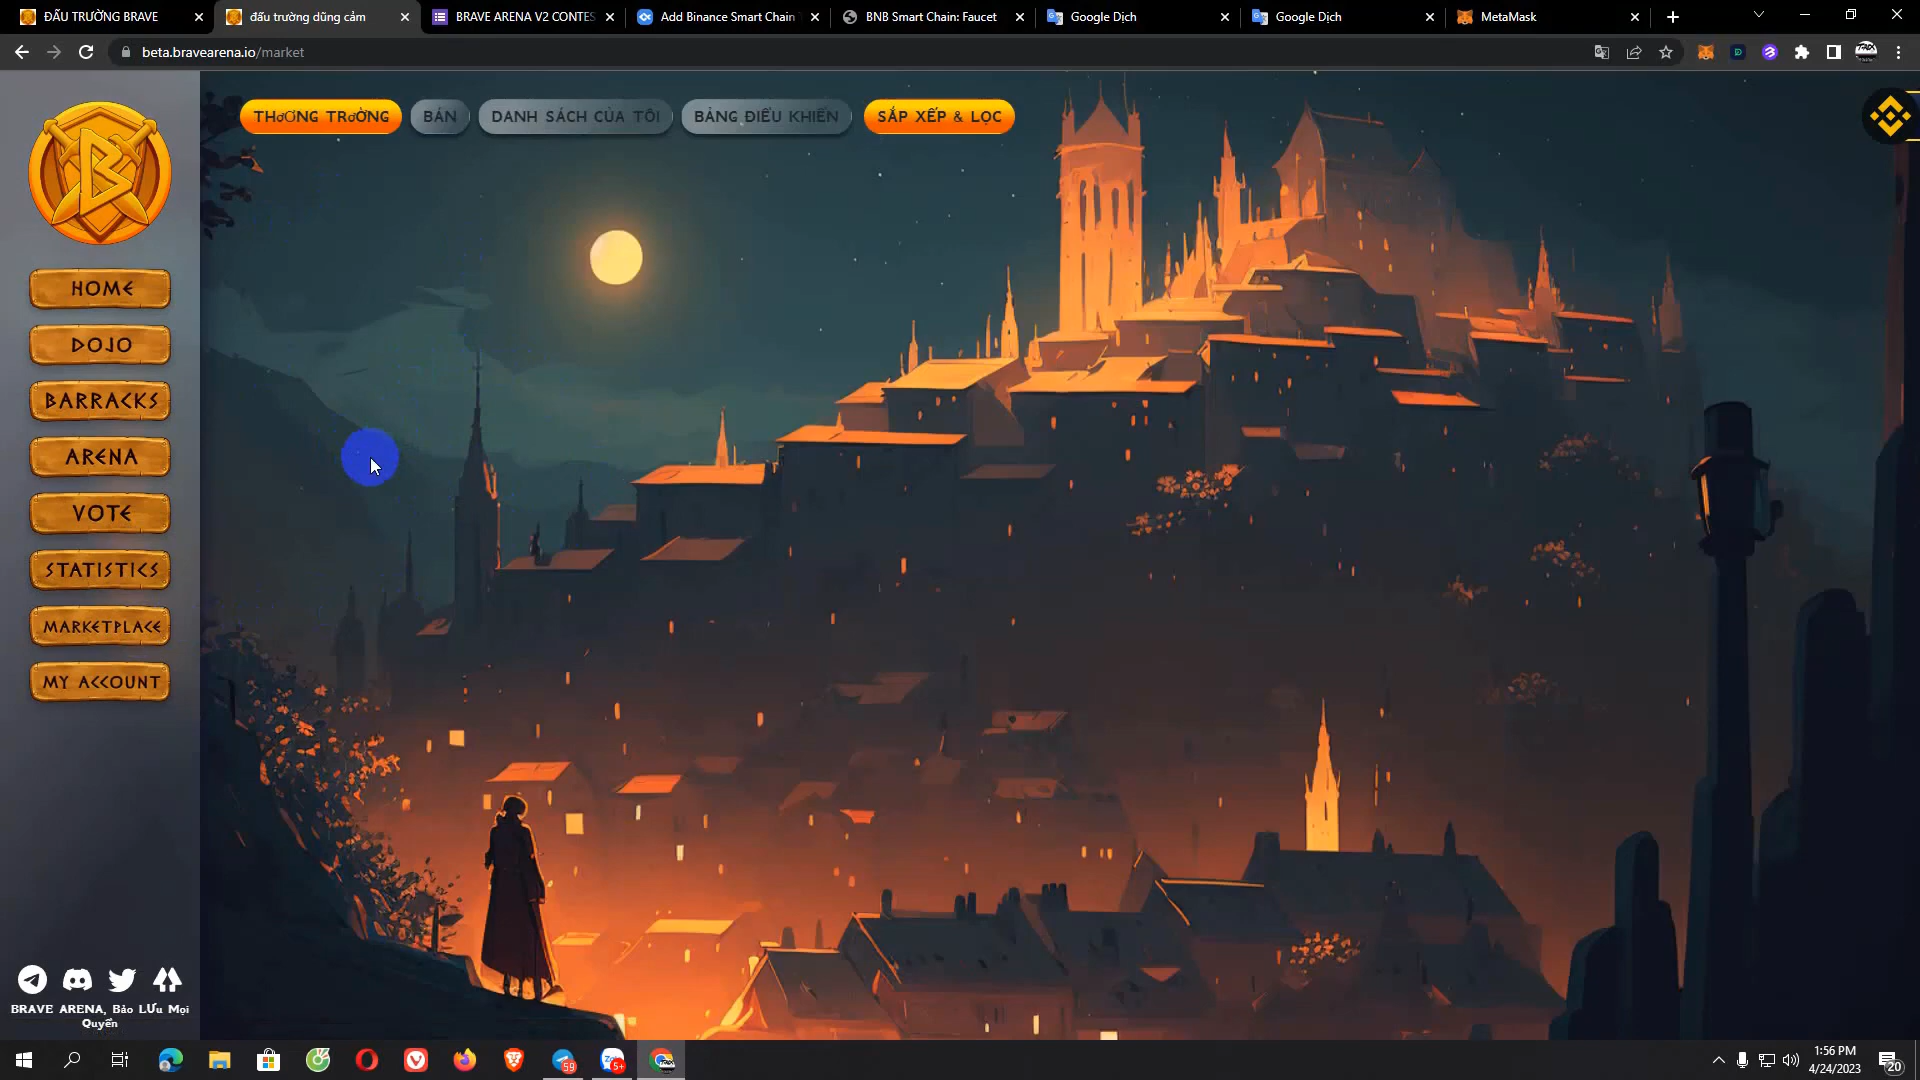 ĐẤU TRƯỜNG BRAVE
đấu trường dũng cảm
BRAVE ARENA V2 CONTES
Add Binance Smart Chain
BNB Smart Chain: Faucet
Google Dịch
Google Dịch
MetaMask
beta.bravearena.io/market
THƯƠNG TRƯỜNG
BÁN
DANH SÁCH CỦA TÔI
BẢNG ĐIỀU KHIỂN
SẮP XẾP & LỌC
B
HOME
DOJO
BARRACKS
ARENA
VOTE
STATISTICS
MARKETPLACE
MY ACCOUNT
BRAVE ARENA, Bảo Lưu Mọi
Quyền
59
5+
1:56 PM
4/24/2023
20